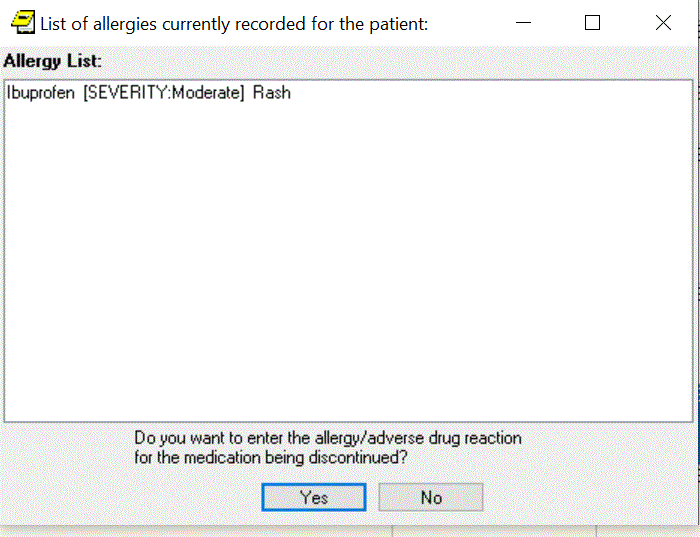 List of allergies currently recorded for the patient:
Allergy List:
Ibuprofen [SEVERITY:Moderate] Rash
Do you want to enter the allergy/adverse drug reaction
for the medication being discontinued?
Yes No